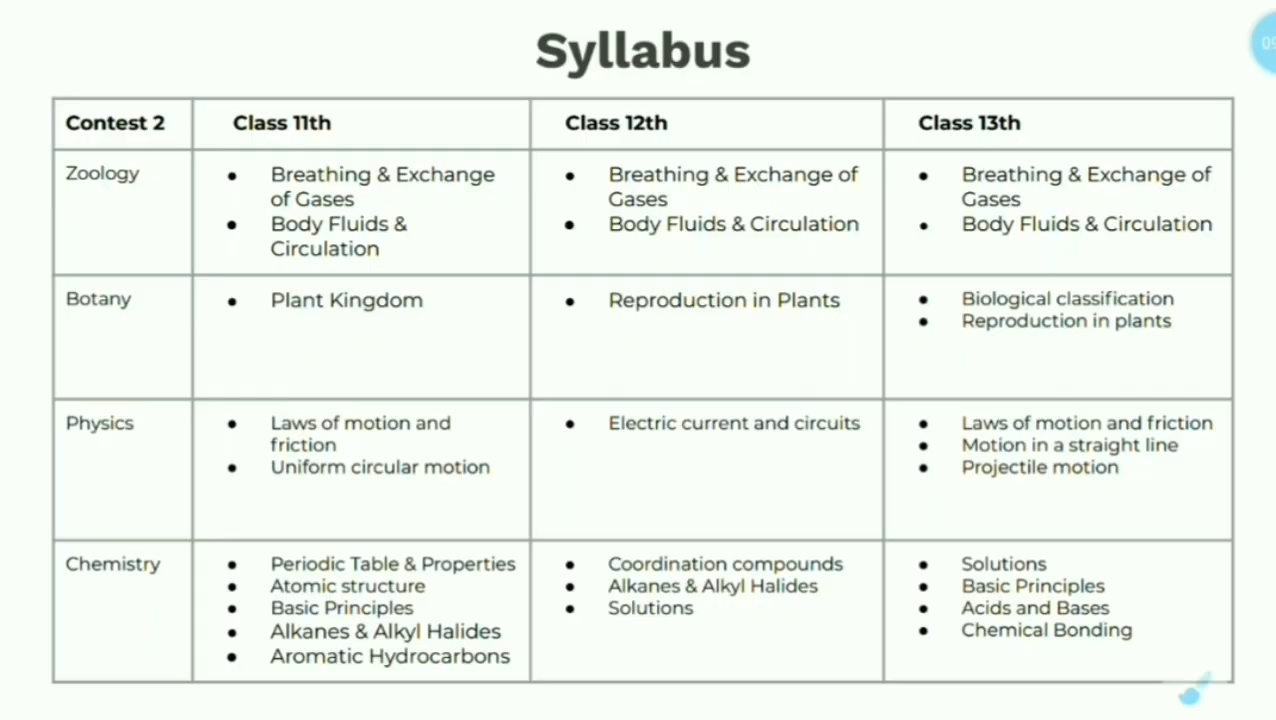 Syllabus
Contest 2
Class 11th
Class 12th
Class 13th
Zoology
Breathing & Exchange
of Gases
Body Fluids &
Circulation
Breathing & Exchange of
Gases
Body Fluids & Circulation
Breathing & Exchange of
Gases
Body Fluids & Circulation
Botany
Plant Kingdom
Reproduction in Plants
Biological classification
Reproduction in plants
Physics
Laws of motion and
friction
Uniform circular motion
Electric current and circuits
Laws of motion and friction
Motion in a straight line
Projectile motion
Chemistry
Periodic Table & Properties
Atomic structure
Basic Principles
Alkanes & Alkyl Halides
Aromatic Hydrocarbons
Coordination compounds
Alkanes & Alkyl Halides
Solutions
Solutions
Basic Principles
Acids and Bases
Chemical Bonding